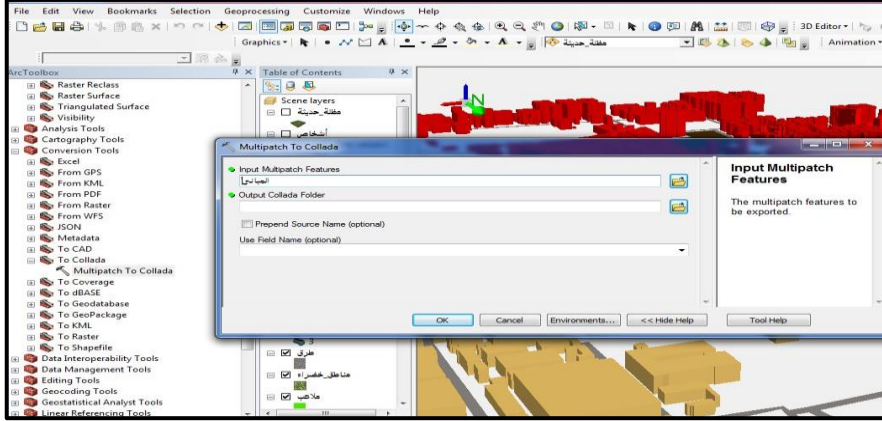 File Edit View Bookmarks Selection Geoprocessing Customize Windows Help
3D Editor
Graphics
مظلة_حديثة
Animation
ArcToolbox
Raster Reclass
Raster Surface
Triangulated Surface
Visibility
Analysis Tools
Cartography Tools
Conversion Tools
Excel
From GPS
From KML
From PDF
From Raster
From WFS
JSON
Metadata
To CAD
To Collada
Multipatch To Collada
To Coverage
To dBASE
To Geodatabase
To GeoPackage
To KML
To Raster
To Shapefile
Data Interoperability Tools
Data Management Tools
Editing Tools
Geocoding Tools
Geostatistical Analyst Tools
Linear Referencing Tools
Table of Contents
Scene layers
مظلة_حديثة
أشخاص
3
طرق
مناطق_خضراء
ملاعب
N
Multipatch To Collada
Input Multipatch Features
المباني
Output Collada Folder
Prepend Source Name (optional)
Use Field Name (optional)
OK Cancel Environments... << Hide Help Tool Help
Input Multipatch
Features
The multipatch features to
be exported.